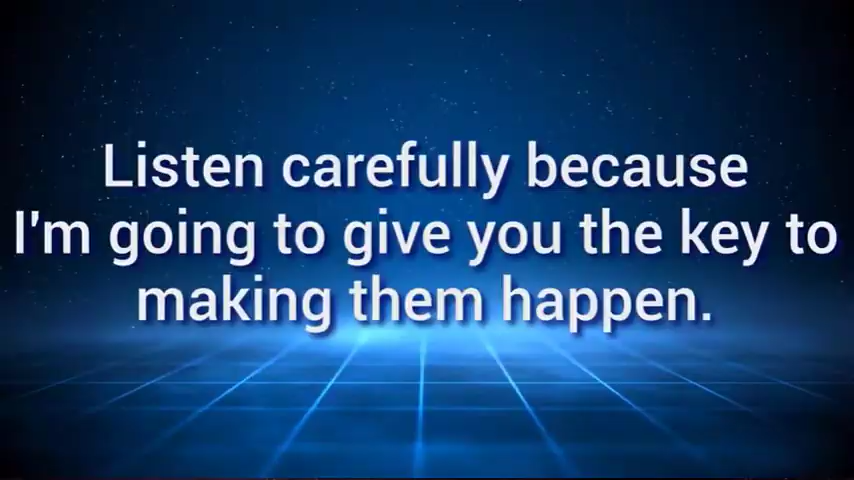 Listen carefully because
I'm going to give you the key to
making them happen.